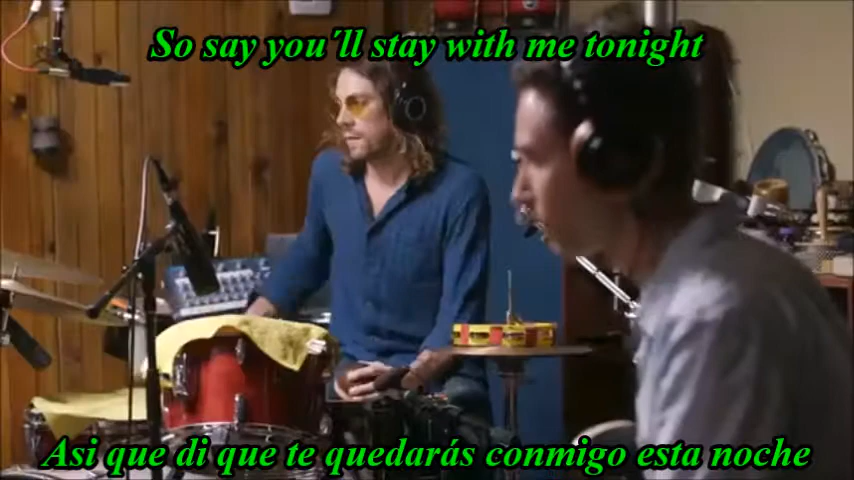 So say you´ll stay with me tonight
Asi que di que te quedarás conmigo esta noche